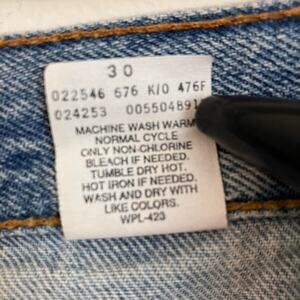 30
022546 676 K/O 476F
024253 005504891
MACHINE WASH WARM
NORMAL CYCLE
ONLY NON-CHLORINE
BLEACH IF NEEDED.
TUMBLE DRY HOT.
HOT IRON IF NEEDED.
WASH AND DRY WITH
LIKE COLORS.
WPL-423